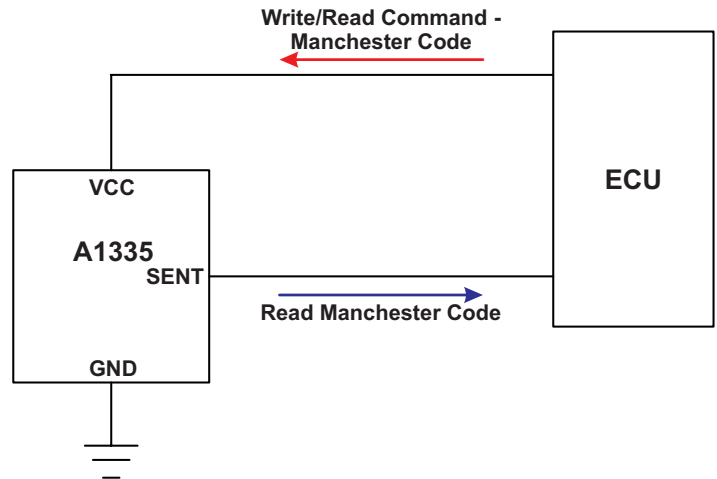 Write/Read Command -
Manchester Code
ECU
VCC
A1335
SENT
Read Manchester Code
GND